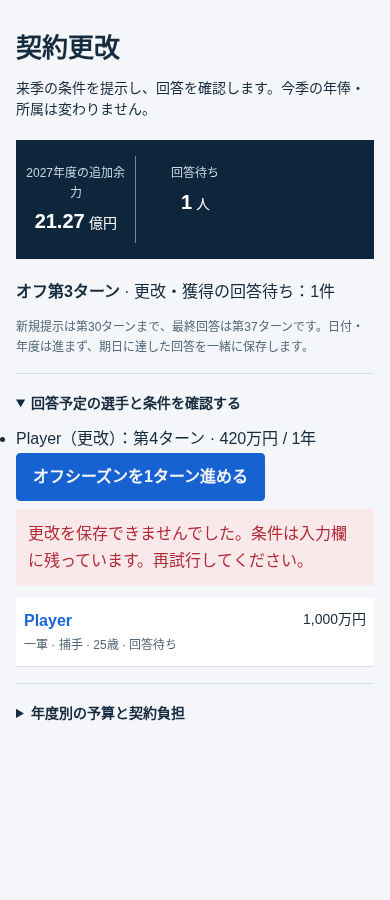 契約更改
来季の条件を提示し、回答を確認します。今季の年俸・
所属は変わりません。
2027年度の追加余
力
21.27 億円
回答待ち
1 人
オフ第3ターン · 更改・獲得の回答待ち：1件
新規提示は第30ターンまで、最終回答は第37ターンです。日付・
年度は進まず、期日に達した回答を一緒に保存します。
▼ 回答予定の選手と条件を確認する
• Player（更改）：第4ターン · 420万円 / 1年
オフシーズンを1ターン進める
更改を保存できませんでした。条件は入力欄
に残っています。再試行してください。
Player
1,000万円
一軍 · 捕手 · 25歳 · 回答待ち
▶ 年度別の予算と契約負担